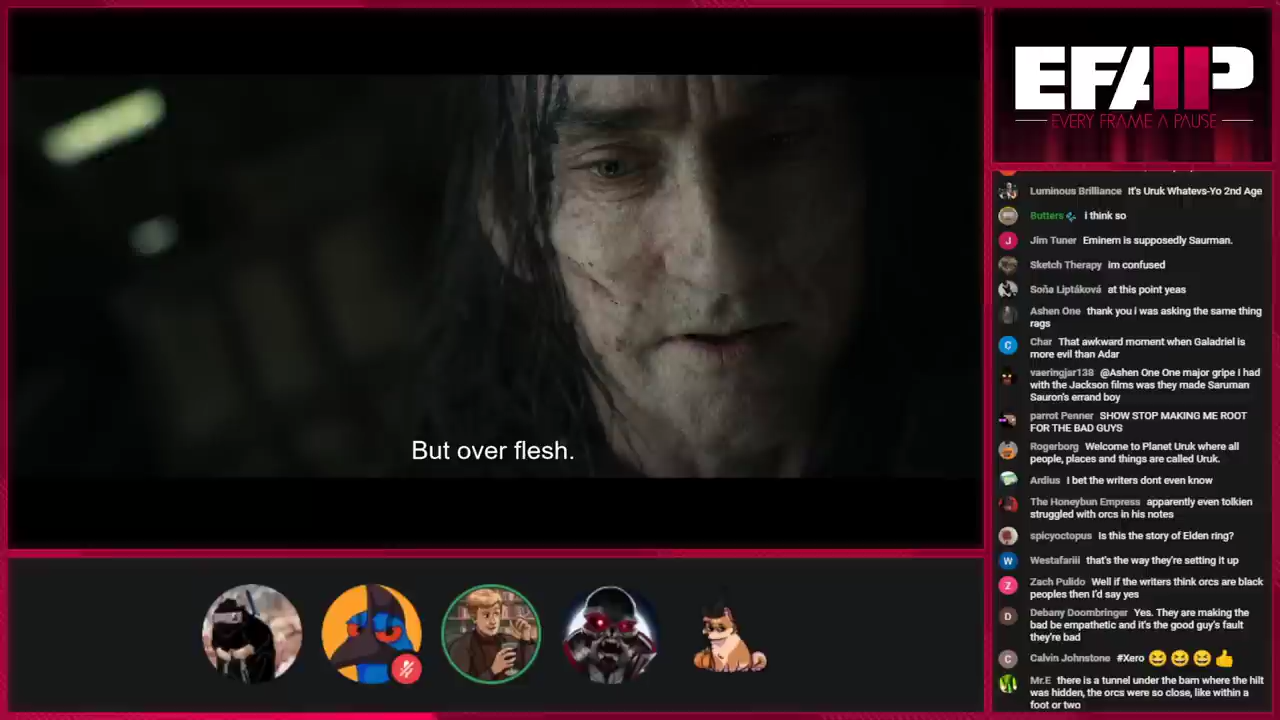 But over flesh.
EFAP
EVERY FRAME A PAUSE
Luminous Brilliance It's Uruk Whatevs-Yo 2nd Age
Butters i think so
J Jim Tuner Eminem is supposedly Saurman.
Sketch Therapy im confused
Soňa Liptáková at this point yeas
Ashen One thank you i was asking the same thing
rags
C Char That awkward moment when Galadriel is
more evil than Adar
vaeringjar138 @Ashen One One major gripe I had
with the Jackson films was they made Saruman
Sauron's errand boy
parrot Penner SHOW STOP MAKING ME ROOT
FOR THE BAD GUYS
Rogerborg Welcome to Planet Uruk where all
people, places and things are called Uruk.
Ardius I bet the writers dont even know
The Honeybun Empress apparently even tolkien
struggled with orcs in his notes
spicyoctopus Is this the story of Elden ring?
W Westafariii that's the way they're setting it up
Z Zach Pulido Well if the writers think orcs are black
peoples then I'd say yes
D Debany Doombringer Yes. They are making the
bad be empathetic and it's the good guy's fault
they're bad
C Calvin Johnstone #Xero 😆😆😆👍
Mr.E there is a tunnel under the barn where the hilt
was hidden, the orcs were so close, like within a
foot or two